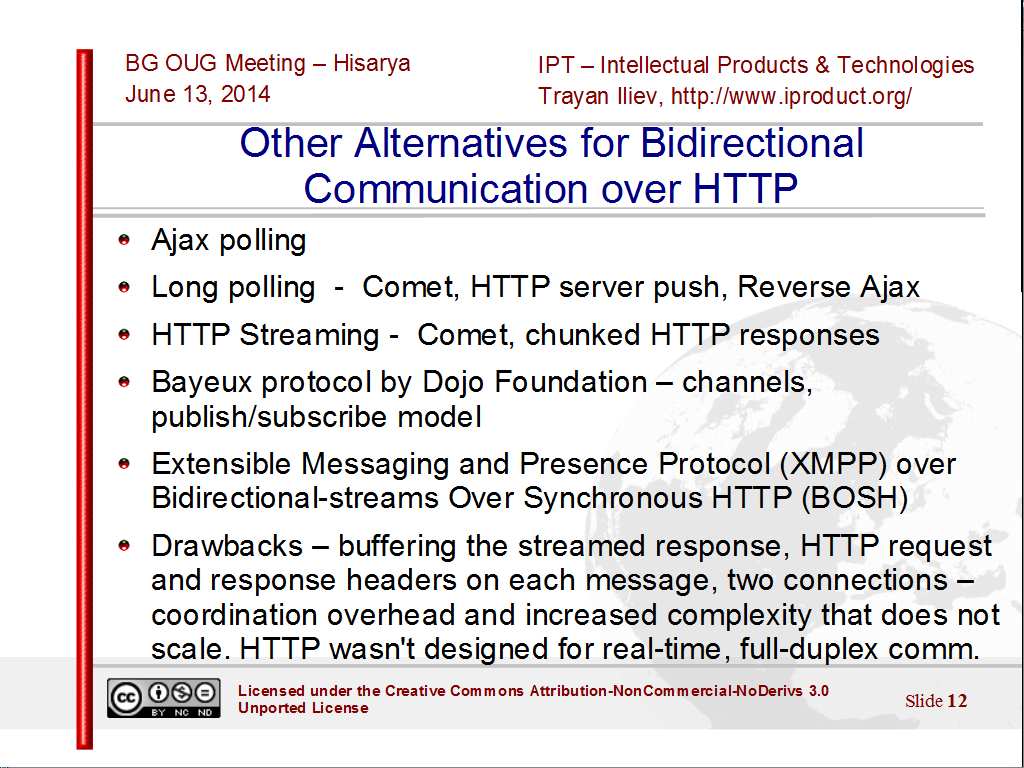 BG OUG Meeting – Hisarya
June 13, 2014
IPT – Intellectual Products & Technologies
Trayan Iliev, http://www.iproduct.org/
Other Alternatives for Bidirectional
Communication over HTTP
Ajax polling
Long polling  -  Comet, HTTP server push, Reverse Ajax
HTTP Streaming -  Comet, chunked HTTP responses
Bayeux protocol by Dojo Foundation – channels,
publish/subscribe model
Extensible Messaging and Presence Protocol (XMPP) over
Bidirectional-streams Over Synchronous HTTP (BOSH)
Drawbacks – buffering the streamed response, HTTP request
and response headers on each message, two connections –
coordination overhead and increased complexity that does not
scale. HTTP wasn't designed for real-time, full-duplex comm.
cc
BY NC ND
Licensed under the Creative Commons Attribution-NonCommercial-NoDerivs 3.0
Unported License
Slide 12